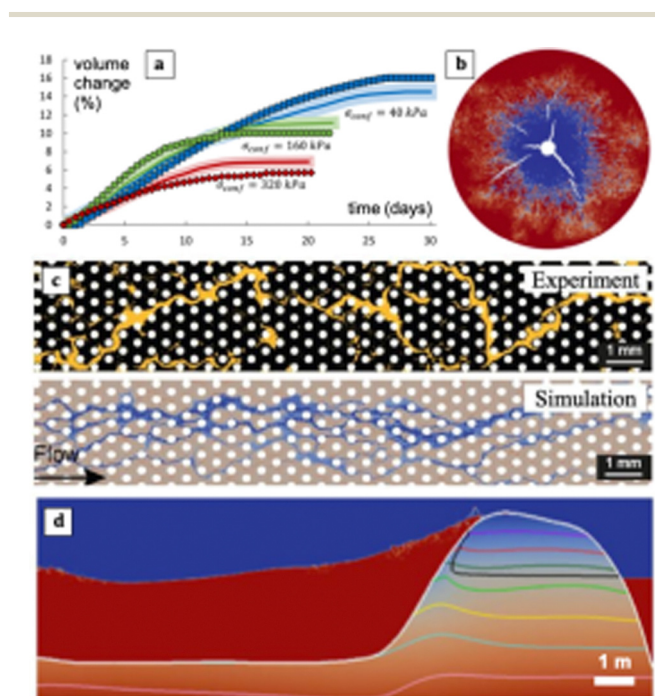 a
volume
change
(%)
18
16
14
12
10
8
6
4
2
0
σconf = 40 kPa
σconf = 160 kPa
σconf = 320 kPa
time (days)
0 5 10 15 20 25 30
b
c
Experiment
1 mm
Simulation
Flow
1 mm
d
1 m